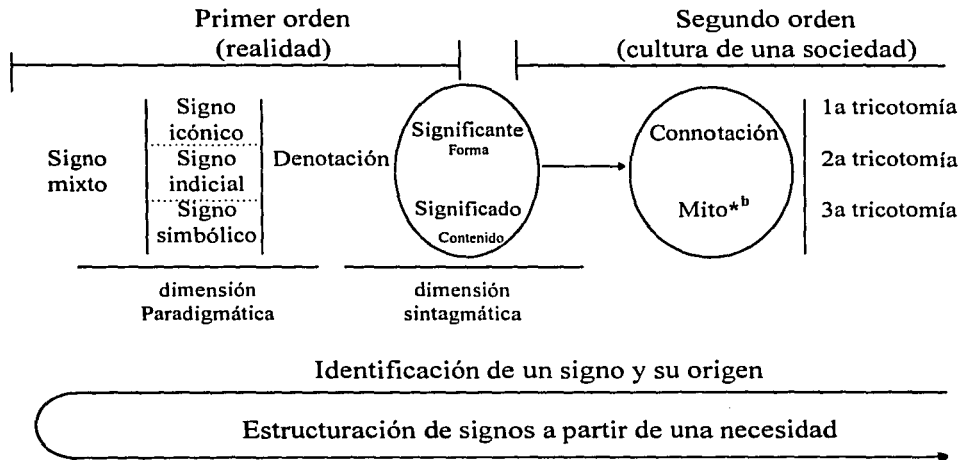 Primer orden
(realidad)
Segundo orden
(cultura de una sociedad)
Signo
mixto
Signo
icónico
Signo
indicial
Signo
simbólico
Denotación
Significante
Forma
Significado
Contenido
Connotación
Mito*ᵇ
1a tricotomía
2a tricotomía
3a tricotomía
dimensión
Paradigmática
dimensión
sintagmática
Identificación de un signo y su origen
Estructuración de signos a partir de una necesidad